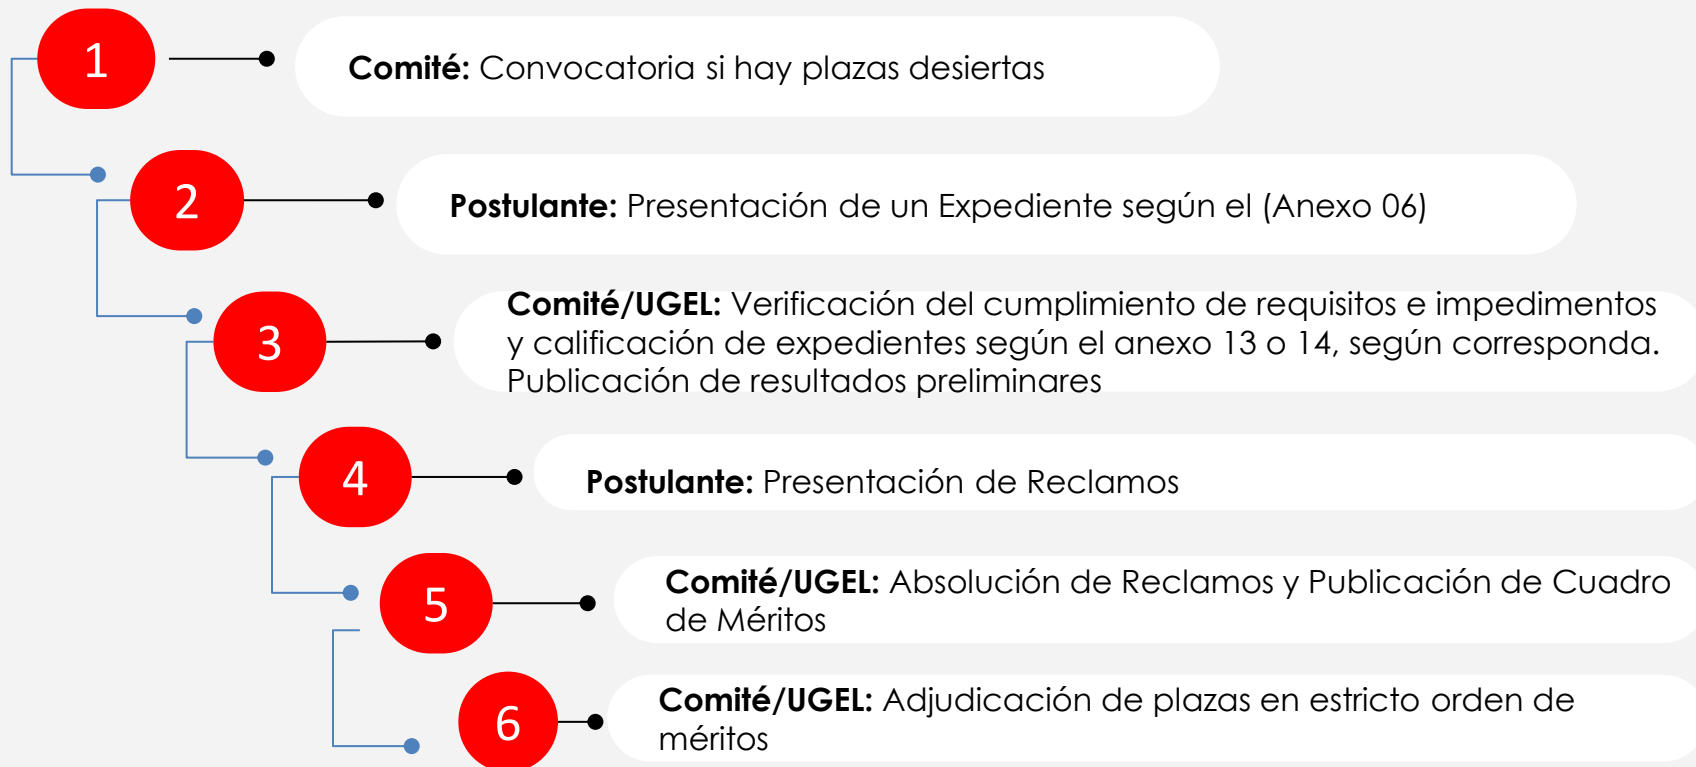 1
Comité: Convocatoria si hay plazas desiertas
2
Postulante: Presentación de un Expediente según el (Anexo 06)
3
Comité/UGEL: Verificación del cumplimiento de requisitos e impedimentos
y calificación de expedientes según el anexo 13 o 14, según corresponda.
Publicación de resultados preliminares
4
Postulante: Presentación de Reclamos
5
Comité/UGEL: Absolución de Reclamos y Publicación de Cuadro
de Méritos
6
Comité/UGEL: Adjudicación de plazas en estricto orden de
méritos